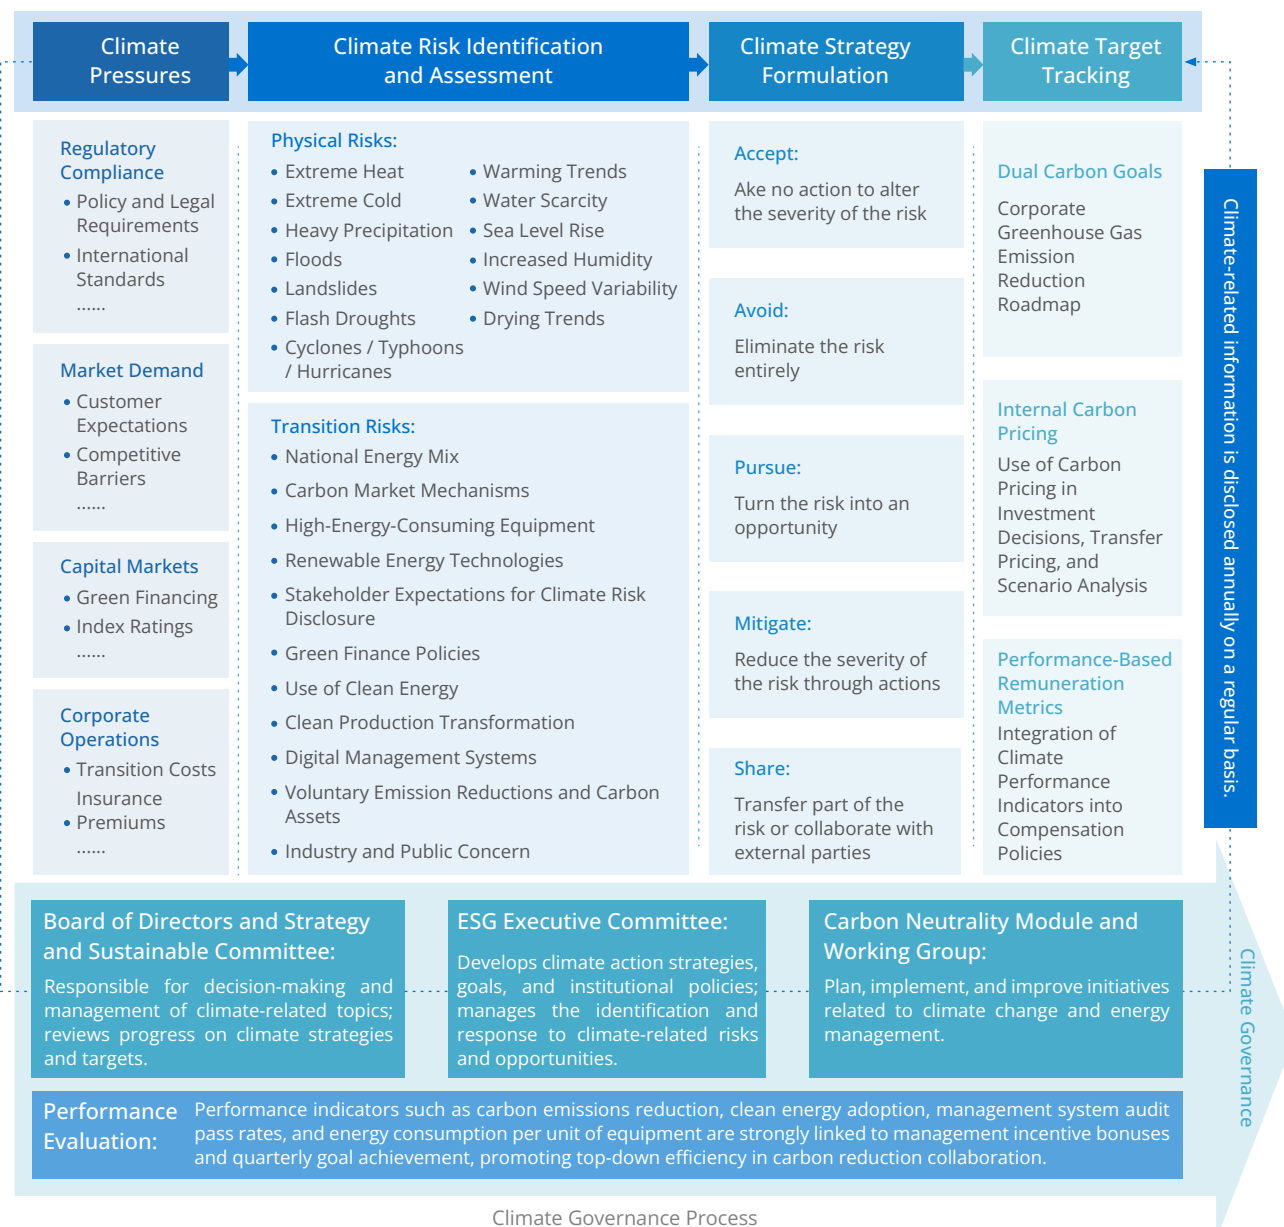 Climate
Pressures
Climate Risk Identification
and Assessment
Climate Strategy
Formulation
Climate Target
Tracking
Regulatory
Compliance
• Policy and Legal
Requirements
• International
Standards
......
Market Demand
• Customer
Expectations
• Competitive
Barriers
......
Capital Markets
• Green Financing
• Index Ratings
......
Corporate
Operations
• Transition Costs
Insurance
• Premiums
......
Physical Risks:
• Extreme Heat
• Extreme Cold
• Heavy Precipitation
• Floods
• Landslides
• Flash Droughts
• Cyclones / Typhoons
/ Hurricanes
• Warming Trends
• Water Scarcity
• Sea Level Rise
• Increased Humidity
• Wind Speed Variability
• Drying Trends
Transition Risks:
• National Energy Mix
• Carbon Market Mechanisms
• High-Energy-Consuming Equipment
• Renewable Energy Technologies
• Stakeholder Expectations for Climate Risk
Disclosure
• Green Finance Policies
• Use of Clean Energy
• Clean Production Transformation
• Digital Management Systems
• Voluntary Emission Reductions and Carbon
Assets
• Industry and Public Concern
Accept:
Ake no action to alter
the severity of the risk
Avoid:
Eliminate the risk
entirely
Pursue:
Turn the risk into an
opportunity
Mitigate:
Reduce the severity of
the risk through actions
Share:
Transfer part of the
risk or collaborate with
external parties
Dual Carbon Goals
Corporate
Greenhouse Gas
Emission
Reduction
Roadmap
Internal Carbon
Pricing
Use of Carbon
Pricing in
Investment
Decisions, Transfer
Pricing, and
Scenario Analysis
Performance-Based
Remuneration
Metrics
Integration of
Climate
Performance
Indicators into
Compensation
Policies
Climate-related information is disclosed annually on a regular basis.
Board of Directors and Strategy
and Sustainable Committee:
Responsible for decision-making and
management of climate-related topics;
reviews progress on climate strategies
and targets.
ESG Executive Committee:
Develops climate action strategies,
goals, and institutional policies;
manages the identification and
response to climate-related risks
and opportunities.
Carbon Neutrality Module and
Working Group:
Plan, implement, and improve initiatives
related to climate change and energy
management.
Climate Governance
Performance
Evaluation:
Performance indicators such as carbon emissions reduction, clean energy adoption, management system audit
pass rates, and energy consumption per unit of equipment are strongly linked to management incentive bonuses
and quarterly goal achievement, promoting top-down efficiency in carbon reduction collaboration.
Climate Governance Process